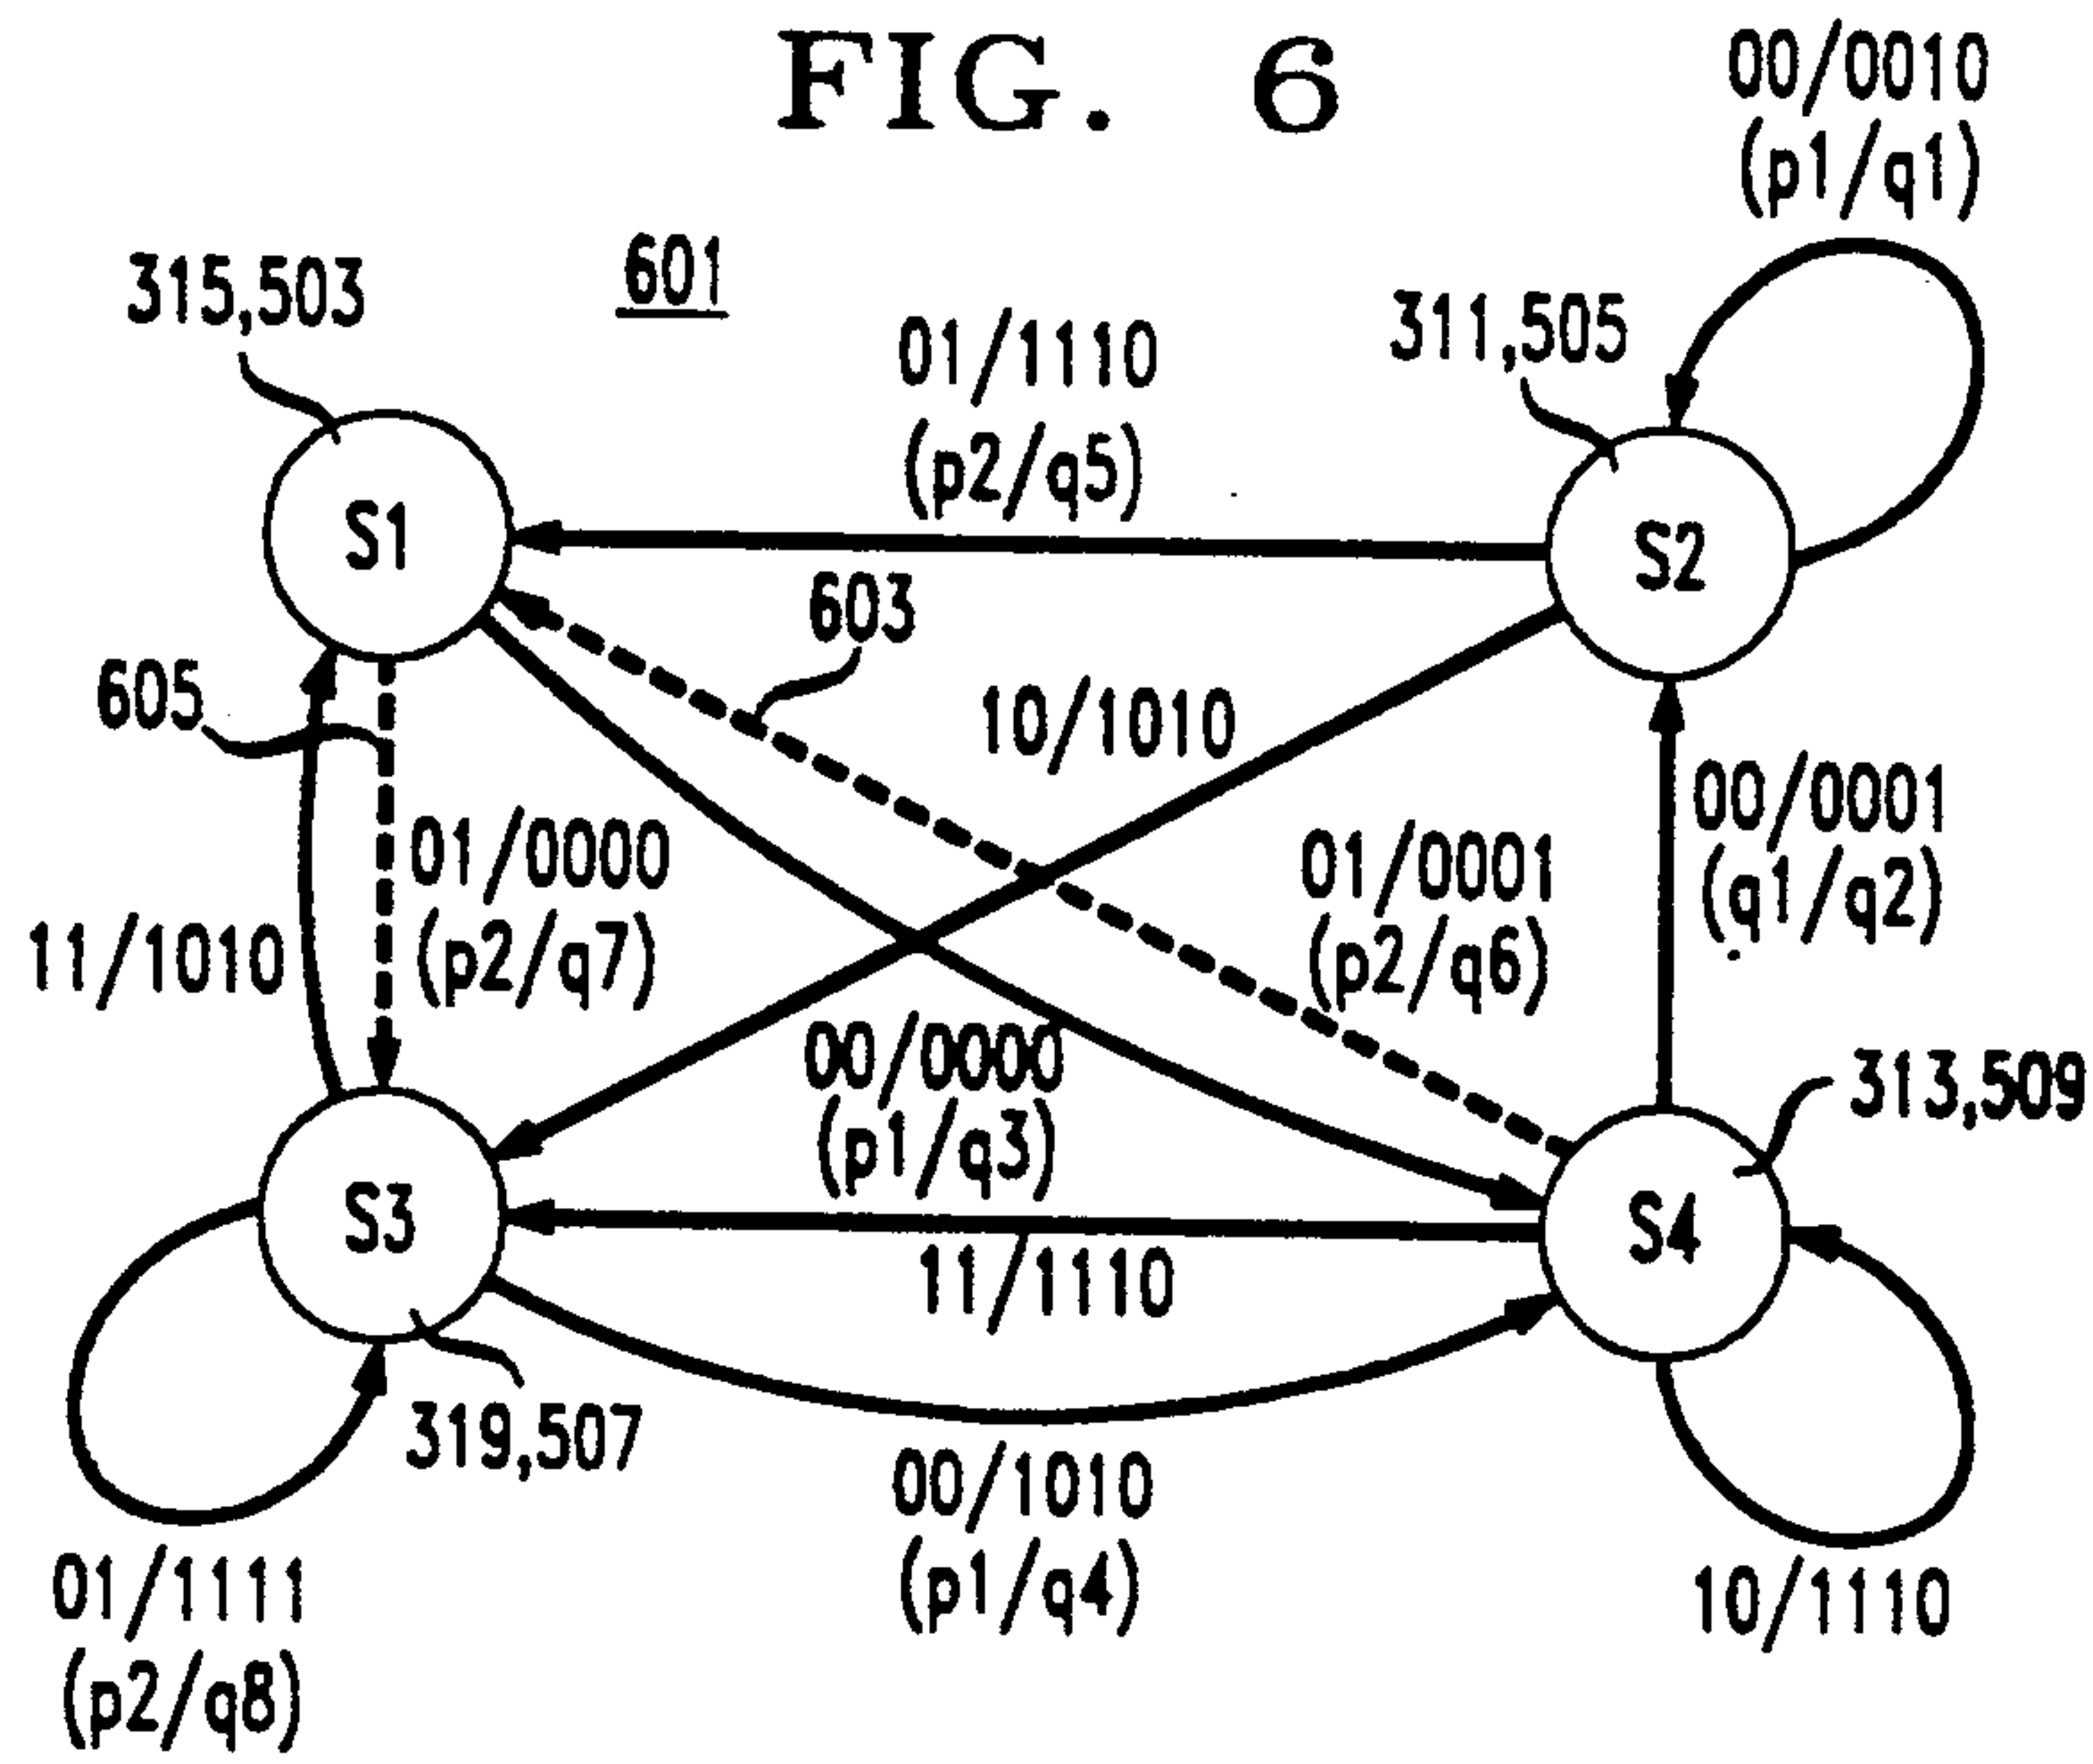 FIG. 6
00/0010
(p1/q1)
601
315,503
311,505
01/1110
(p2/q5)
S1
S2
603
605
10/1010
00/0001
(q1/q2)
01/0000
(p2/q7)
01/0001
(p2/q6)
11/1010
00/0000
(p1/q3)
313,509
S3
S4
11/1110
319,507
00/1010
(p1/q4)
01/1111
(p2/q8)
10/1110